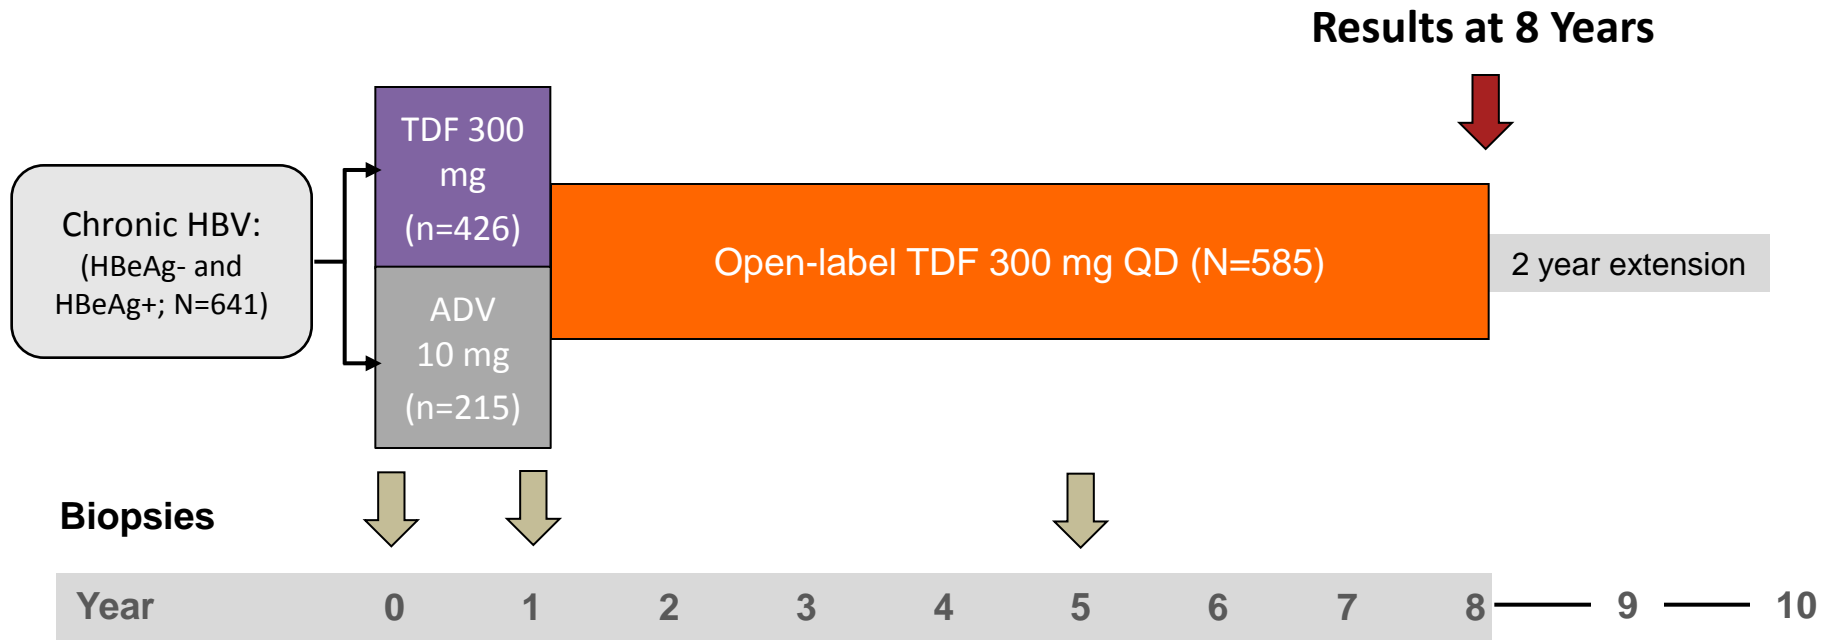 Results at 8 Years
TDF 300
mg
(n=426)
Chronic HBV:
(HBeAg- and
HBeAg+; N=641)
Open-label TDF 300 mg QD (N=585)
2 year extension
ADV
10 mg
(n=215)
Biopsies
Year 0 1 2 3 4 5 6 7 8 9 10